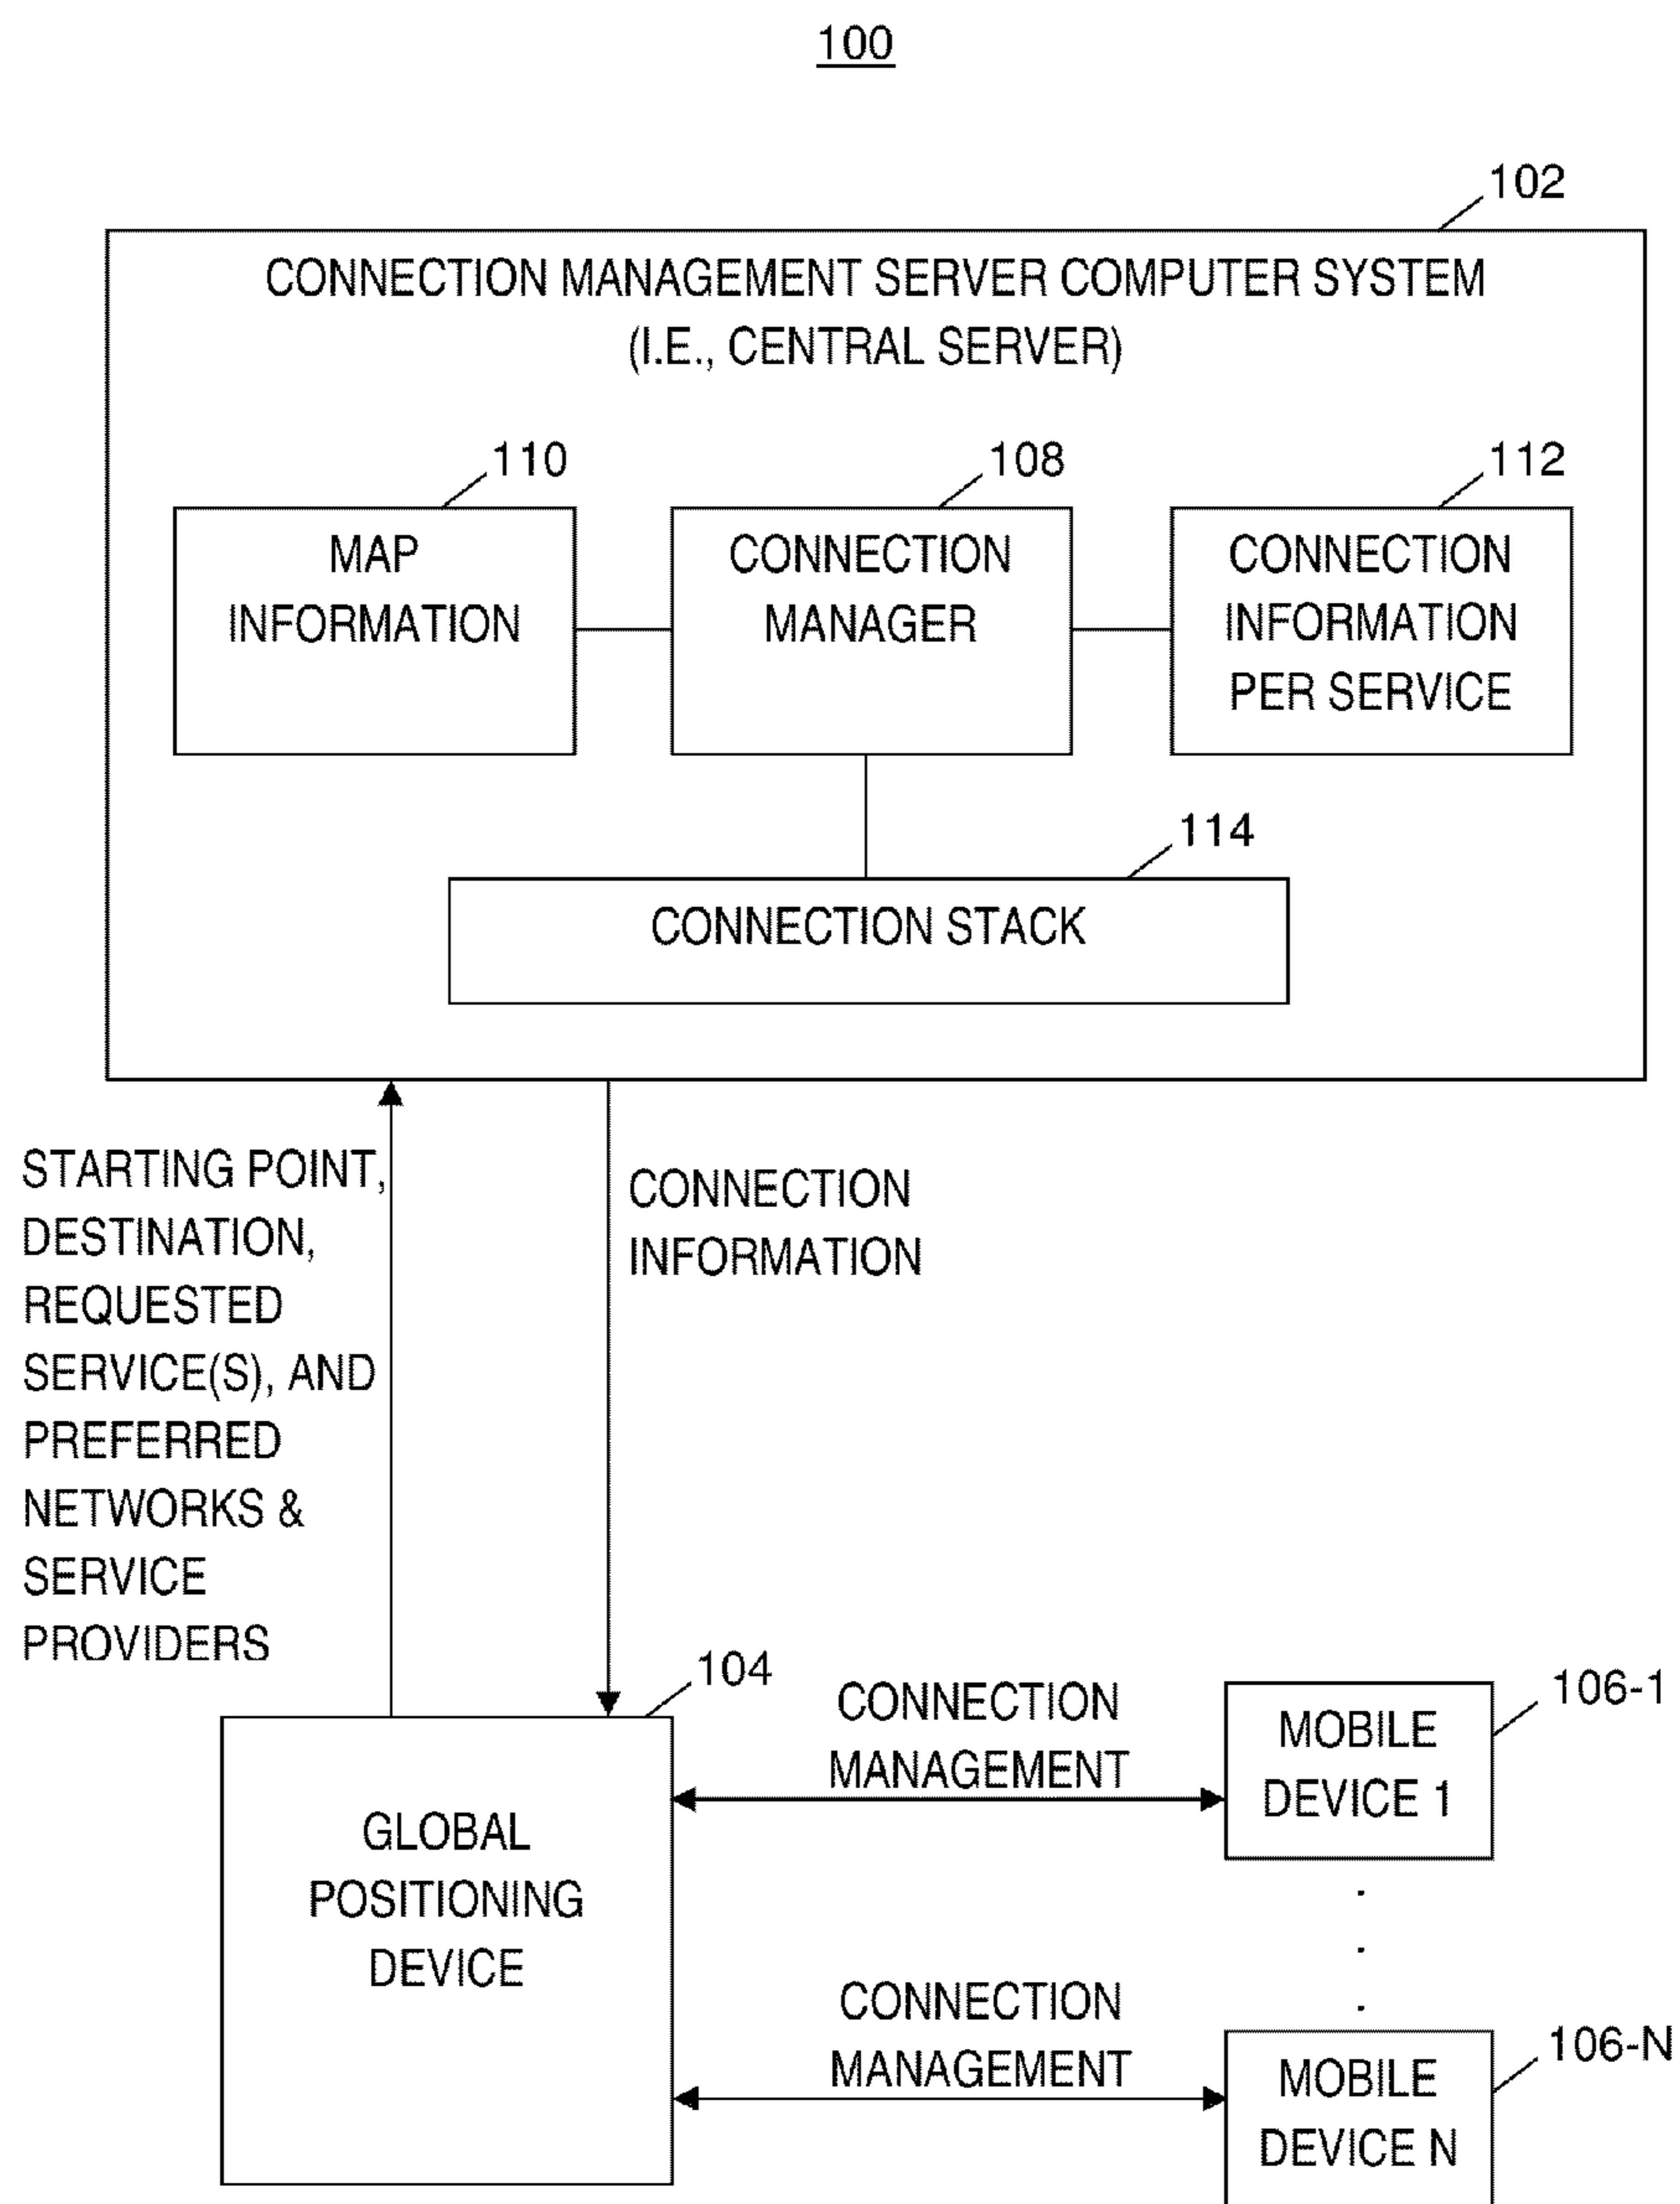 100
102
CONNECTION MANAGEMENT SERVER COMPUTER SYSTEM
(I.E., CENTRAL SERVER)
110
MAP
INFORMATION
108
CONNECTION
MANAGER
112
CONNECTION
INFORMATION
PER SERVICE
114
CONNECTION STACK
STARTING POINT,
DESTINATION,
REQUESTED
SERVICE(S), AND
PREFERRED
NETWORKS &
SERVICE
PROVIDERS
CONNECTION
INFORMATION
104
GLOBAL
POSITIONING
DEVICE
CONNECTION
MANAGEMENT
106-1
MOBILE
DEVICE 1
CONNECTION
MANAGEMENT
106-N
MOBILE
DEVICE N